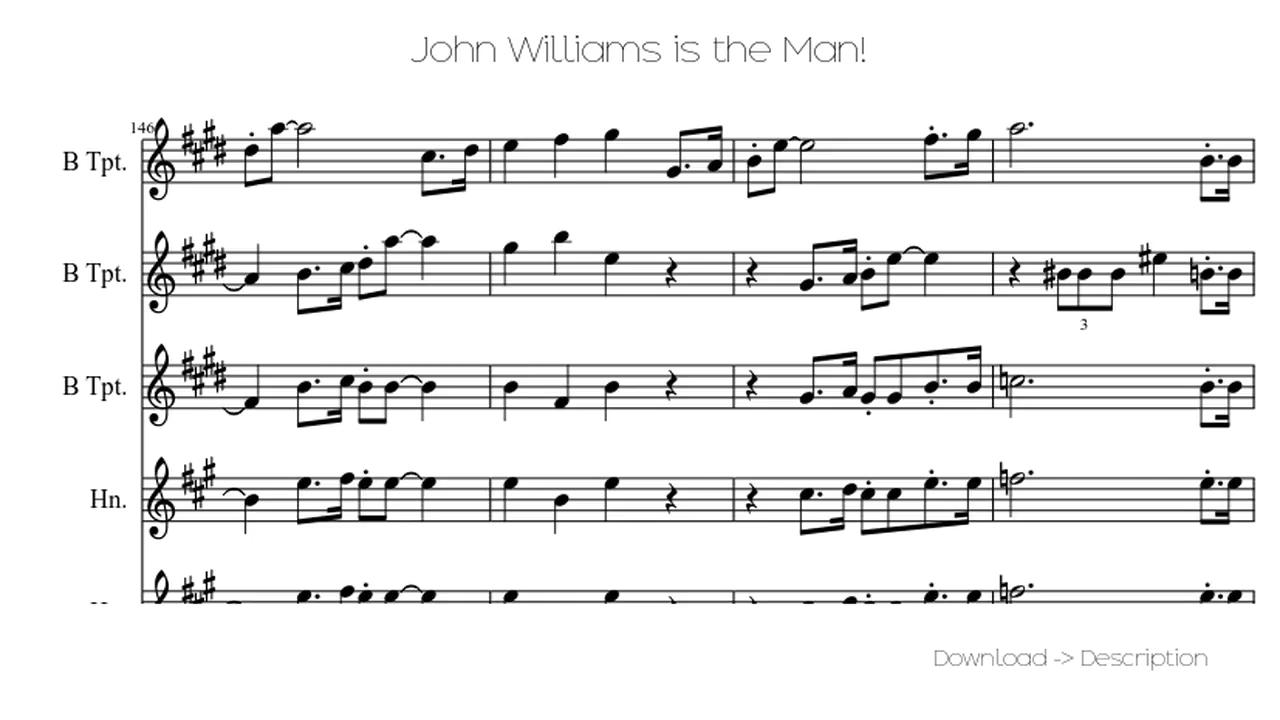 John Williams is the Man!
146
B Tpt.
B Tpt.
3
B Tpt.
Hn.
Download -> Description